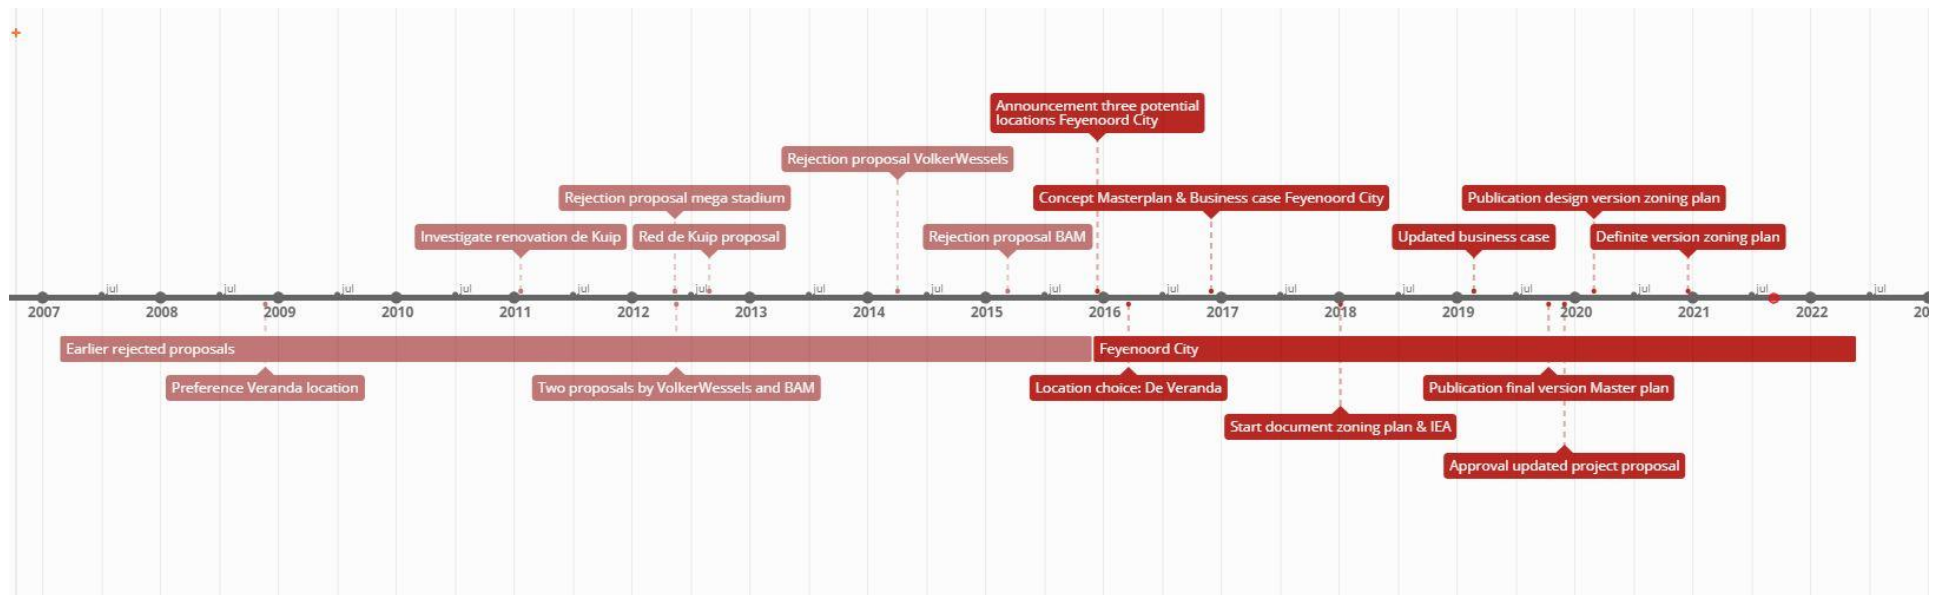 Announcement three potential
locations Feyenoord City
Rejection proposal VolkerWessels
Rejection proposal mega stadium
Concept Masterplan & Business case Feyenoord City
Publication design version zoning plan
Investigate renovation de Kuip
Red de Kuip proposal
Rejection proposal BAM
Updated business case
Definite version zoning plan
jul jul jul jul jul jul jul jul jul jul jul jul jul jul jul jul
2007 2008 2009 2010 2011 2012 2013 2014 2015 2016 2017 2018 2019 2020 2021 2022 20
Earlier rejected proposals
Feyenoord City
Preference Veranda location
Two proposals by VolkerWessels and BAM
Location choice: De Veranda
Publication final version Master plan
Start document zoning plan & IEA
Approval updated project proposal